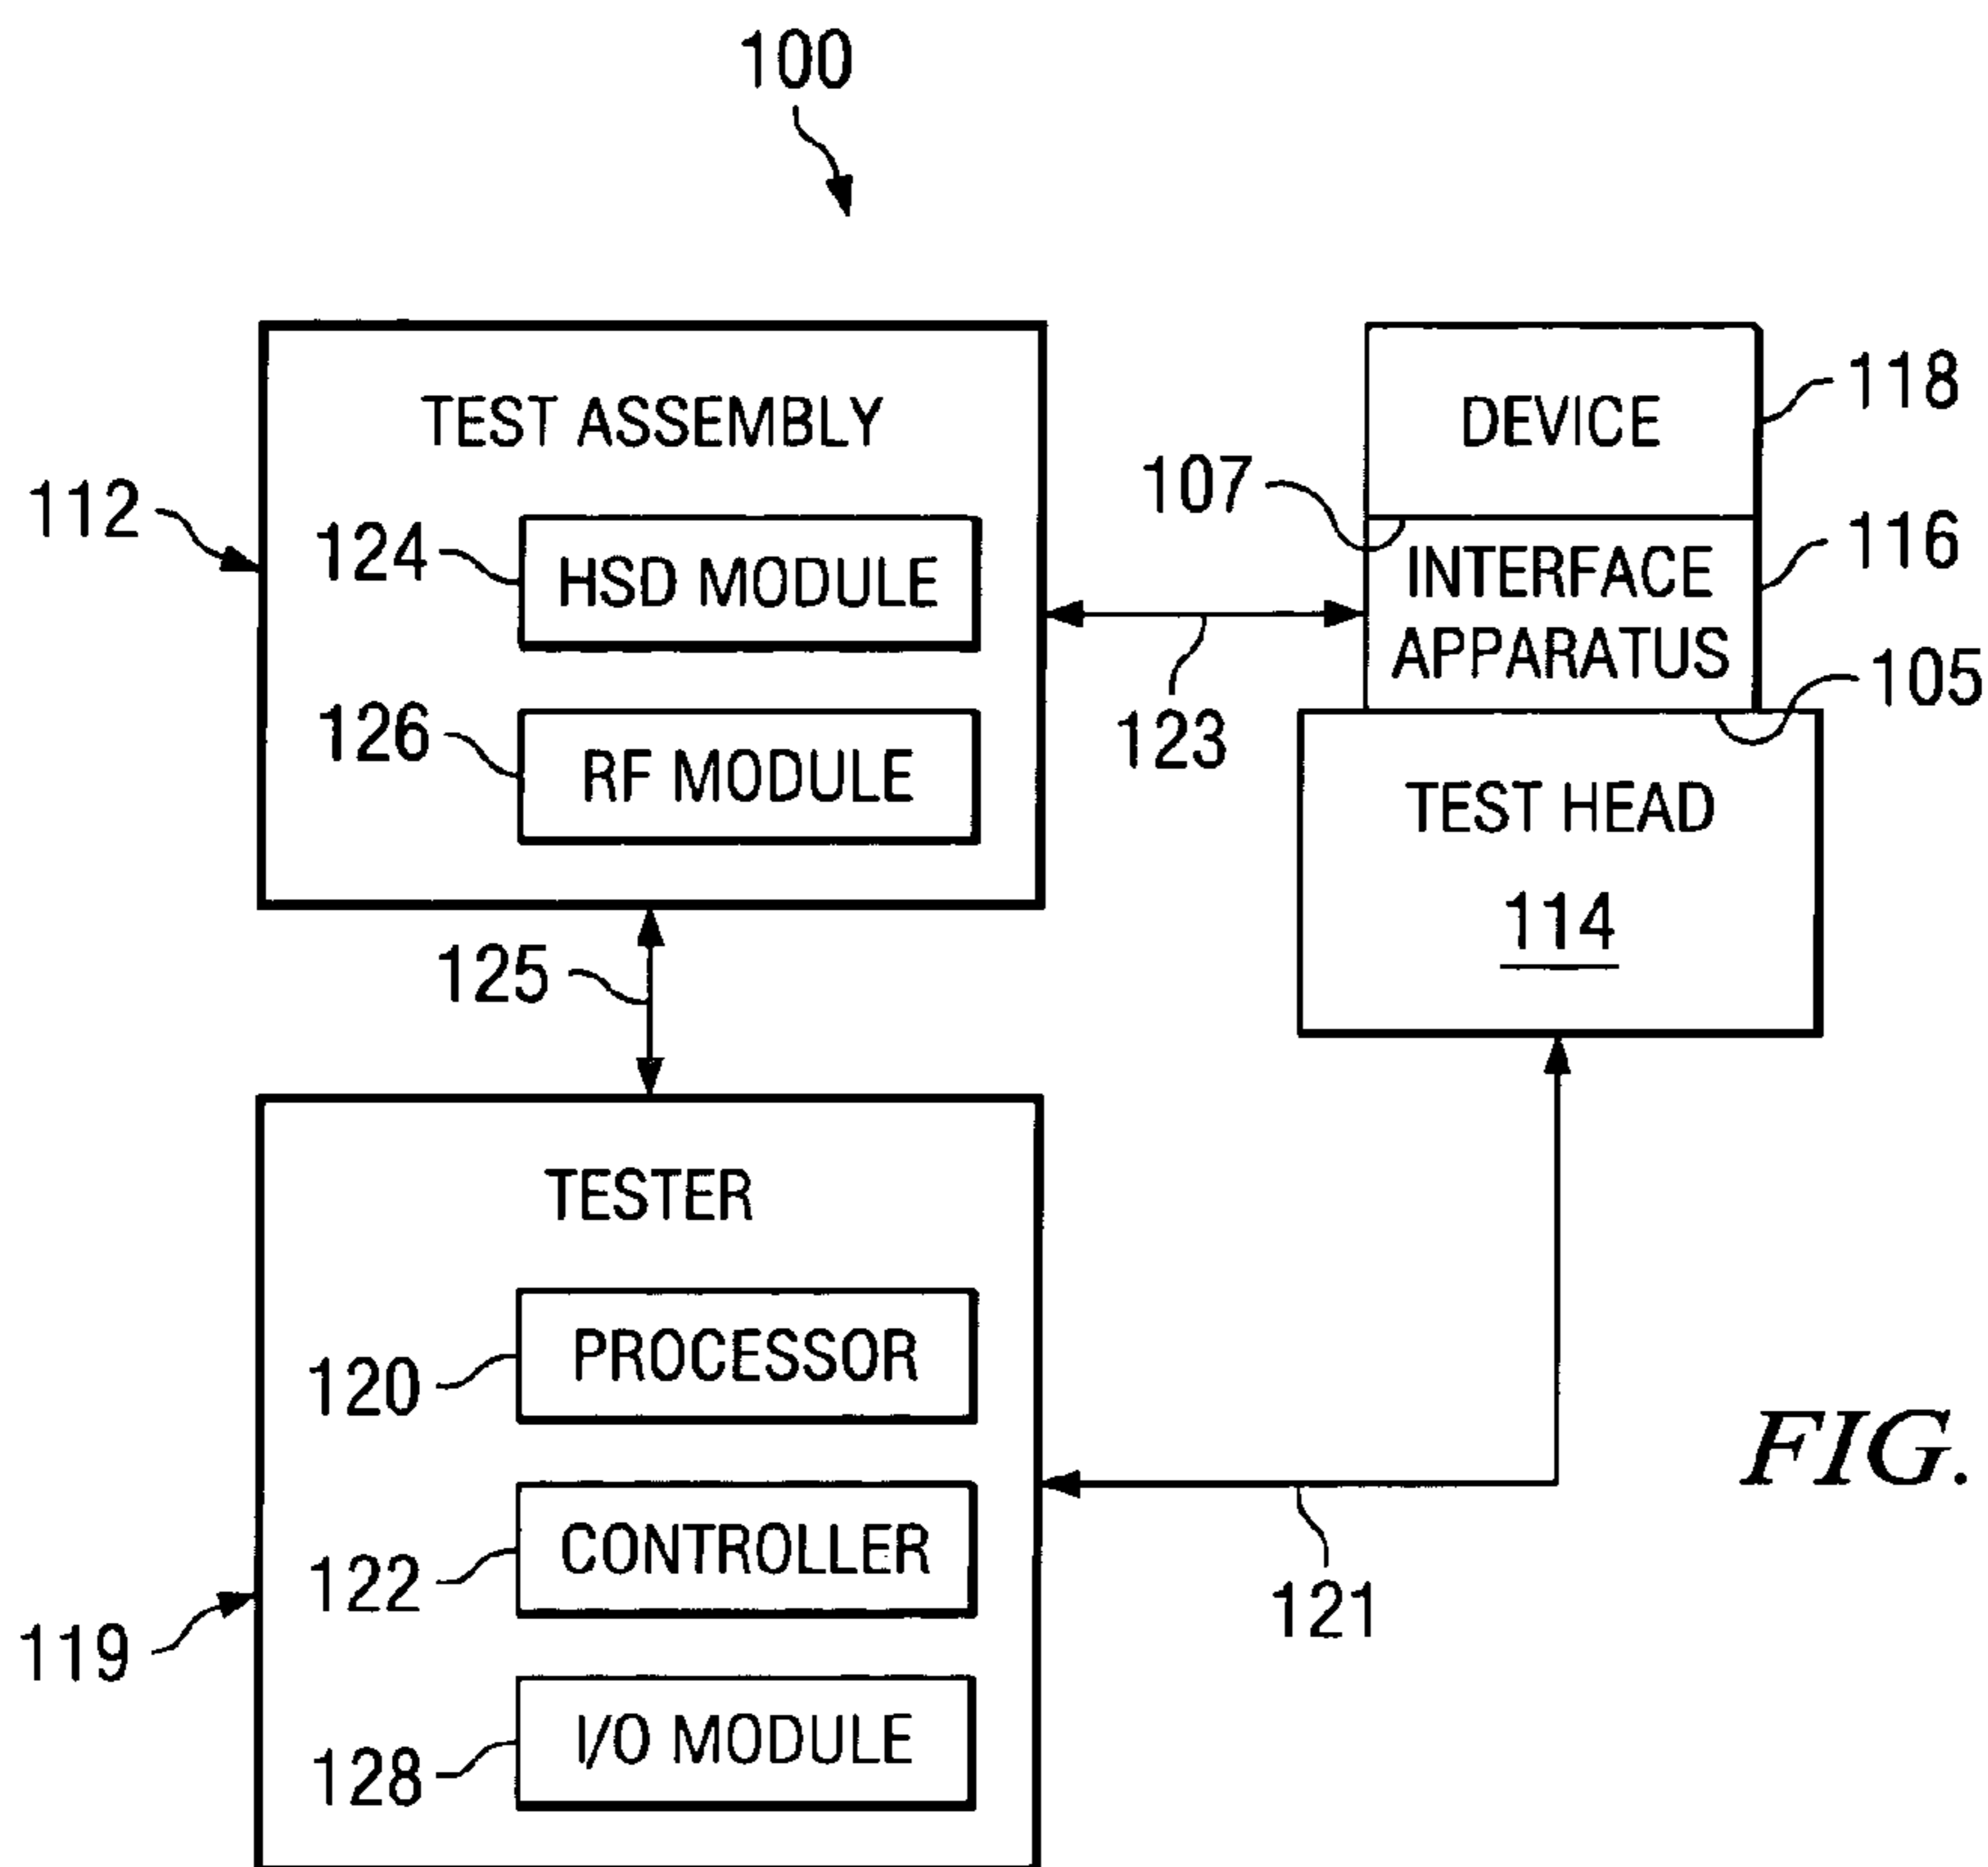 100
TEST ASSEMBLY
112
124
HSD MODULE
126
RF MODULE
DEVICE
118
107
INTERFACE
APPARATUS
116
105
123
TEST HEAD
114
125
TESTER
120
PROCESSOR
122
CONTROLLER
119
128
I/O MODULE
121
FIG.